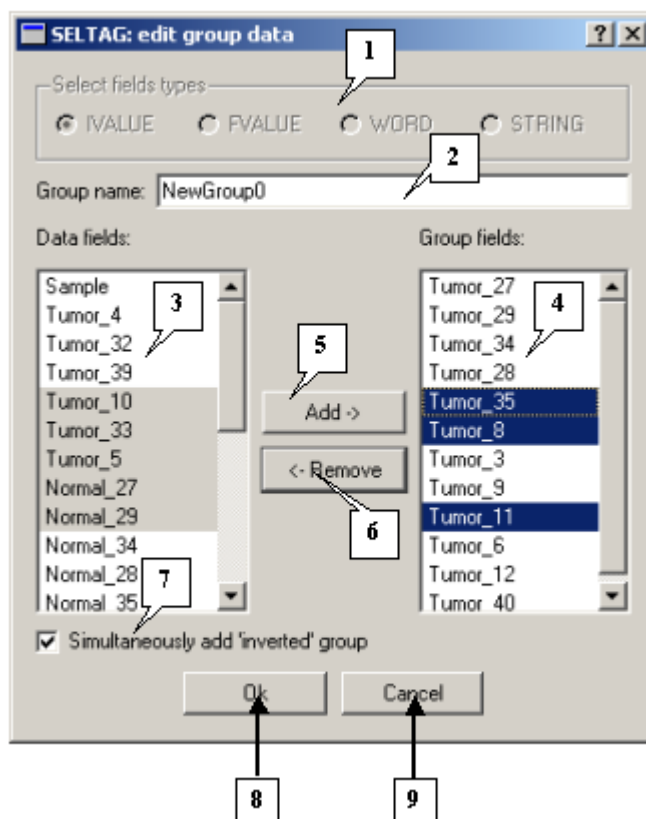 SELTAG: edit group data
1
Select fields types
IVALUE FVALUE WORD STRING
2
Group name: NewGroup0
Data fields: Group fields:
3
Sample
Tumor_4
Tumor_32
Tumor_39
Tumor_10
Tumor_33
Tumor_5
Normal_27
Normal_29
Normal_34
Normal_28
Normal_35
5
Add ->
<- Remove
6
4
Tumor_27
Tumor_29
Tumor_34
Tumor_28
Tumor_35
Tumor_8
Tumor_3
Tumor_9
Tumor_11
Tumor_6
Tumor_12
Tumor_40
7
Simultaneously add 'inverted' group
Ok Cancel
8 9